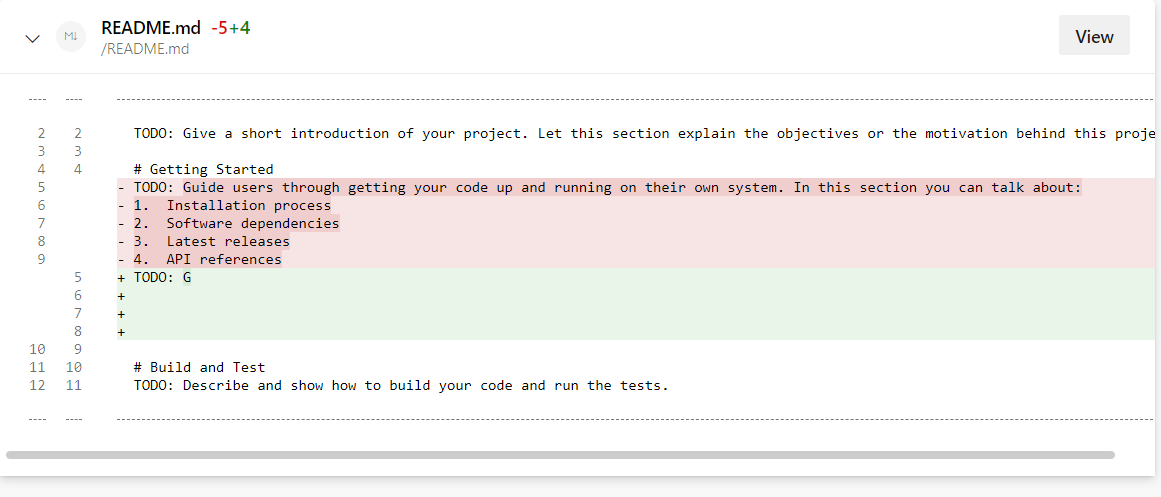 README.md -5+4
M↓
/README.md
View
2 2 TODO: Give a short introduction of your project. Let this section explain the objectives or the motivation behind this proje
3 3
4 4 # Getting Started
5 - TODO: Guide users through getting your code up and running on their own system. In this section you can talk about:
6 - 1.  Installation process
7 - 2.  Software dependencies
8 - 3.  Latest releases
9 - 4.  API references
5 + TODO: G
6 +
7 +
8 +
10 9
11 10 # Build and Test
12 11 TODO: Describe and show how to build your code and run the tests.